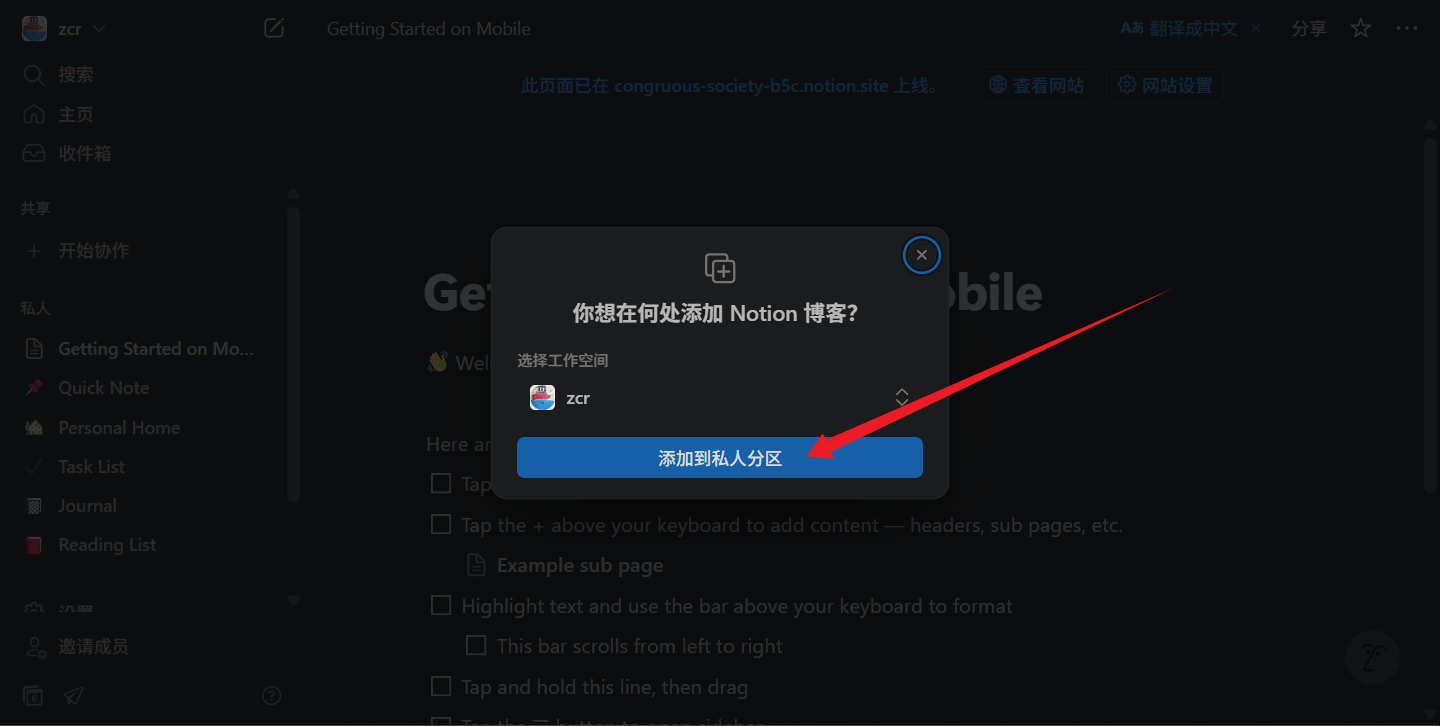 zcr
Getting Started on Mobile
Aあ 翻译成中文
分享
搜索
主页
收件箱
此页面已在 congruous-society-b5c.notion.site 上线。
查看网站
网站设置
共享
开始协作
私人
Getting Started on Mo...
Quick Note
Personal Home
Task List
Journal
Reading List
设置
邀请成员
你想在何处添加 Notion 博客?
选择工作空间
zcr
添加到私人分区
Get
bile
👋 Wel
Here ar
Tap
Tap the + above your keyboard to add content — headers, sub pages, etc.
Example sub page
Highlight text and use the bar above your keyboard to format
This bar scrolls from left to right
Tap and hold this line, then drag